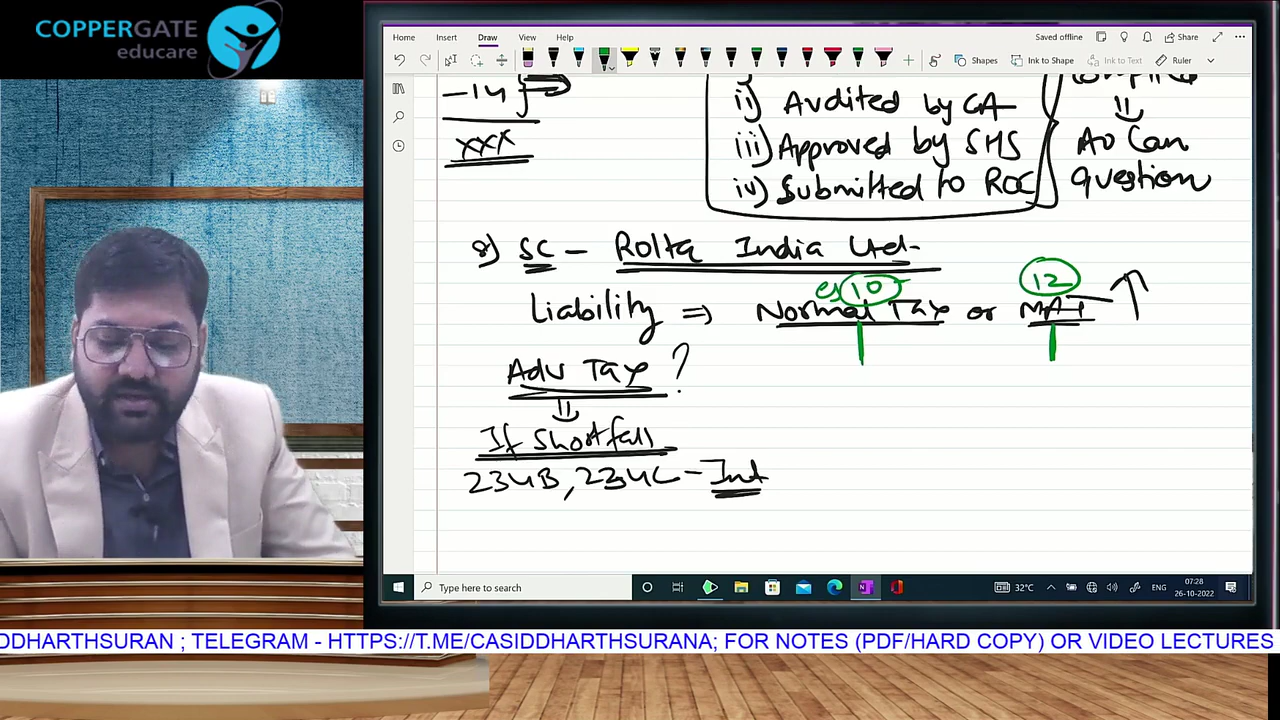 COPPERGATE
educare
Home Insert Draw View Help
Saved offline
Share
Shapes
Ink to Shape
Ink to Text
Ruler
-14
XXX
ii) Audited by CA
iii) Approved by SHS
iv) Submitted to ROC
AO Can
question
8) SC - Rolta India Ltd.
eg 10
12
Liability ⇒ Normal Tax or MAT ↑
Adv Tax ?
If Shortfall
234B, 234C - Int
Type here to search
32°C
ENG
07:28
26-10-2022
DDHARTHSURAN ; TELEGRAM - HTTPS://T.ME/CASIDDHARTHSURANA; FOR NOTES (PDF/HARD COPY) OR VIDEO LECTURES